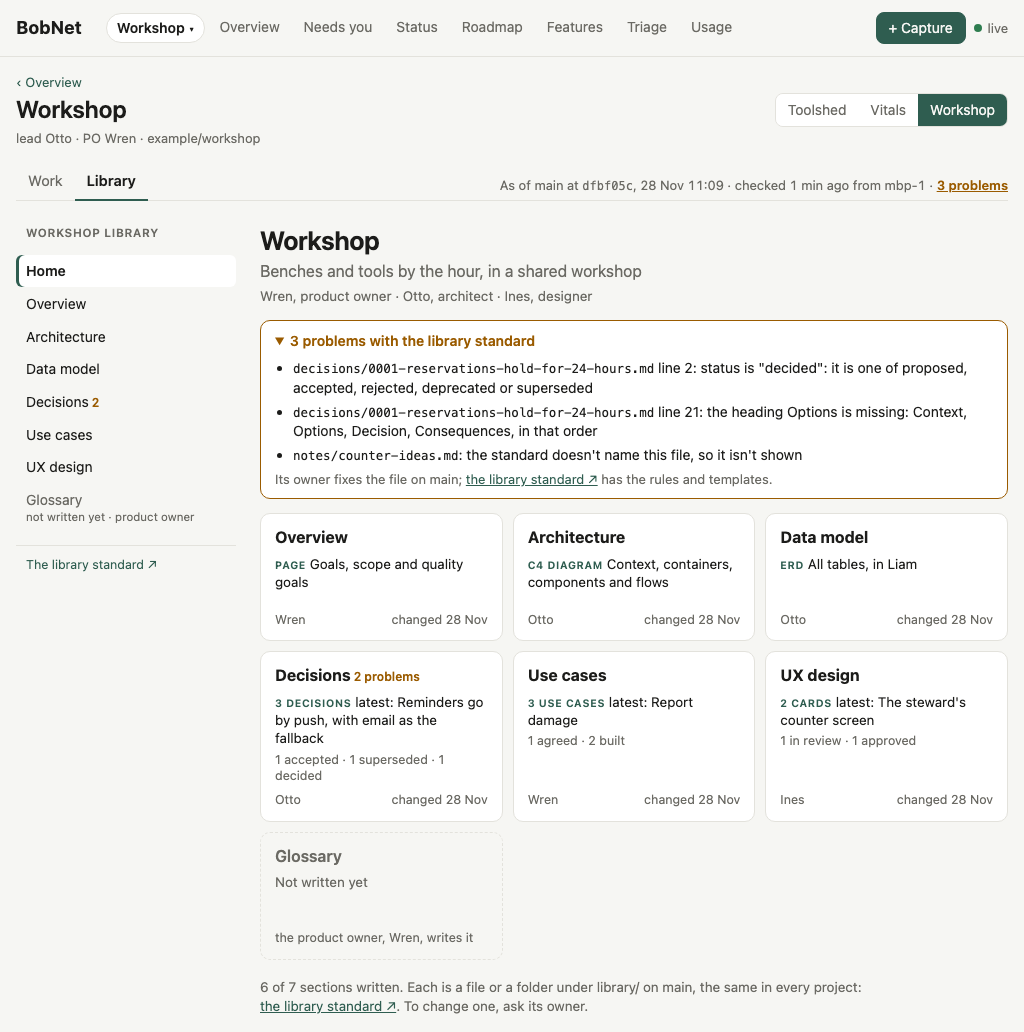 BobNet
Workshop ▾
Overview
Needs you
Status
Roadmap
Features
Triage
Usage
+ Capture
live
‹ Overview
Workshop
lead Otto · PO Wren · example/workshop
Toolshed
Vitals
Workshop
Work
Library
As of main at dfbf05c, 28 Nov 11:09 · checked 1 min ago from mbp-1 · 3 problems
WORKSHOP LIBRARY
Home
Overview
Architecture
Data model
Decisions 2
Use cases
UX design
Glossary
not written yet · product owner
The library standard ↗
Workshop
Benches and tools by the hour, in a shared workshop
Wren, product owner · Otto, architect · Ines, designer
▼ 3 problems with the library standard
• decisions/0001-reservations-hold-for-24-hours.md line 2: status is "decided": it is one of proposed,
accepted, rejected, deprecated or superseded
• decisions/0001-reservations-hold-for-24-hours.md line 21: the heading Options is missing: Context,
Options, Decision, Consequences, in that order
• notes/counter-ideas.md: the standard doesn't name this file, so it isn't shown
Its owner fixes the file on main; the library standard ↗ has the rules and templates.
Overview
PAGE Goals, scope and quality
goals
Wren
changed 28 Nov
Architecture
C4 DIAGRAM Context, containers,
components and flows
Otto
changed 28 Nov
Data model
ERD All tables, in Liam
Otto
changed 28 Nov
Decisions 2 problems
3 DECISIONS latest: Reminders go
by push, with email as the
fallback
1 accepted · 1 superseded · 1
decided
Otto
changed 28 Nov
Use cases
3 USE CASES latest: Report
damage
1 agreed · 2 built
Wren
changed 28 Nov
UX design
2 CARDS latest: The steward's
counter screen
1 in review · 1 approved
Ines
changed 28 Nov
Glossary
Not written yet
the product owner, Wren, writes it
6 of 7 sections written. Each is a file or a folder under library/ on main, the same in every project:
the library standard ↗. To change one, ask its owner.